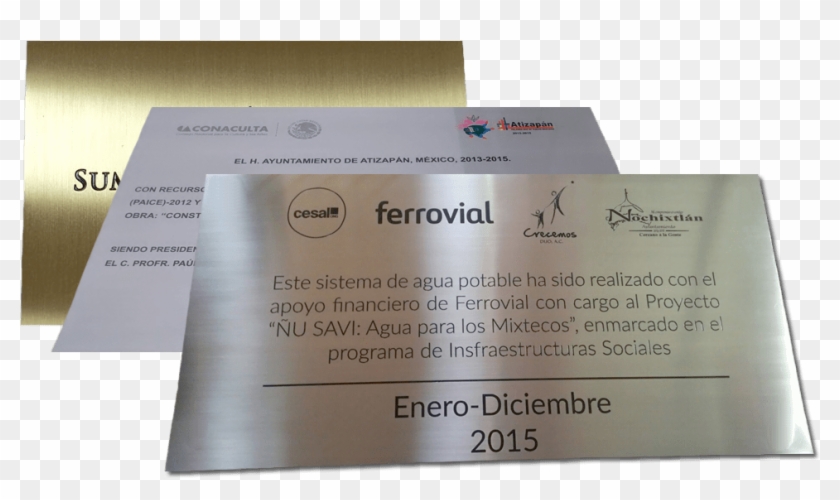 SUM
CONACULTA
Atizapán
EL H. AYUNTAMIENTO DE ATIZAPÁN, MÉXICO, 2013-2015.
CON RECURSO
(PAICE)-2012 Y
OBRA: “CONST
SIENDO PRESIDEN
EL C. PROFR. PAÚ
cesal
ferrovial
Crecemos
DIJO, A.C.
Nochixtlán
Este sistema de agua potable ha sido realizado con el
apoyo financiero de Ferrovial con cargo al Proyecto
“ÑU SAVI: Agua para los Mixtecos”, enmarcado en el
programa de Insfraestructuras Sociales
Enero-Diciembre
2015